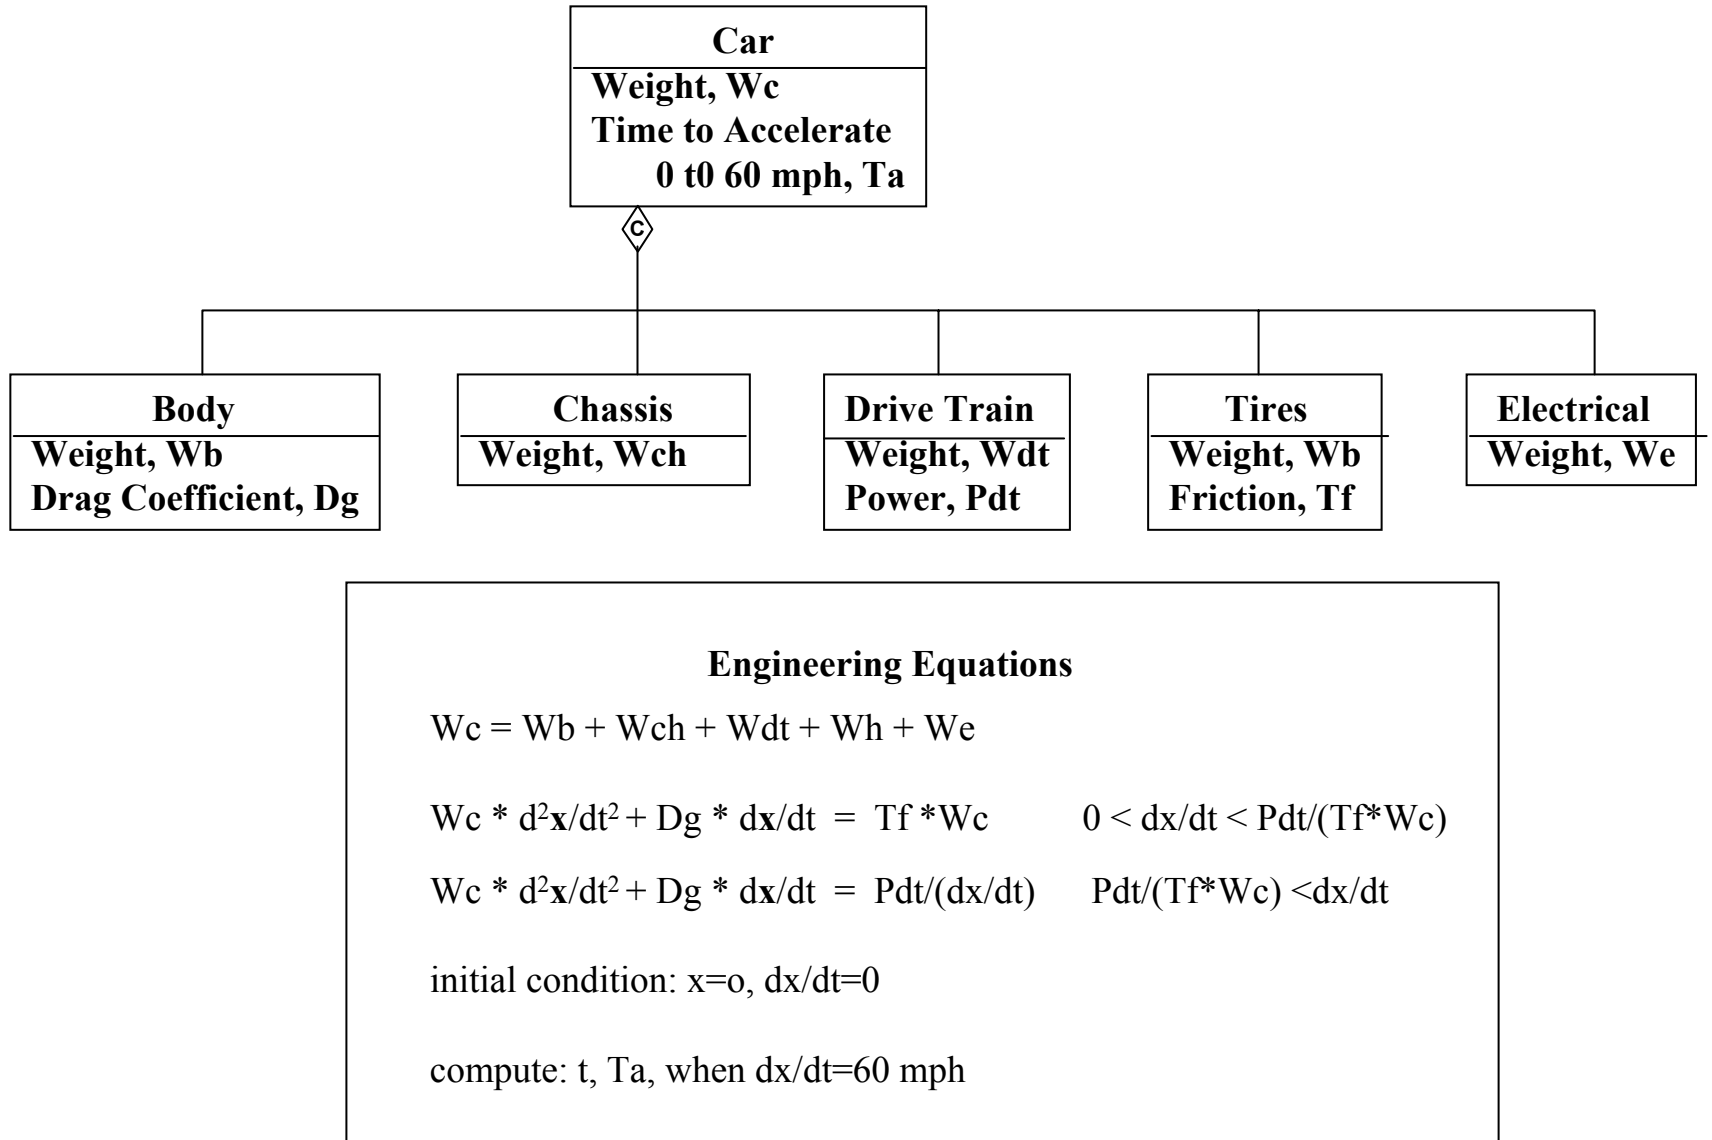 Car
Weight, Wc
Time to Accelerate
0 t0 60 mph, Ta
C
Body
Weight, Wb
Drag Coefficient, Dg
Chassis
Weight, Wch
Drive Train
Weight, Wdt
Power, Pdt
Tires
Weight, Wb
Friction, Tf
Electrical
Weight, We
Engineering Equations
Wc = Wb + Wch + Wdt + Wh + We
Wc * d²x/dt² + Dg * dx/dt = Tf *Wc 0 < dx/dt < Pdt/(Tf*Wc)
Wc * d²x/dt² + Dg * dx/dt = Pdt/(dx/dt) Pdt/(Tf*Wc) <dx/dt
initial condition: x=o, dx/dt=0
compute: t, Ta, when dx/dt=60 mph